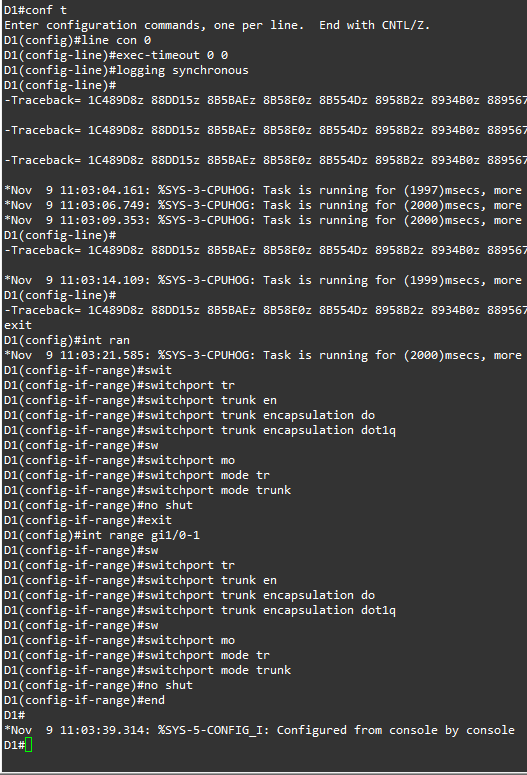 D1#conf t
Enter configuration commands, one per line.  End with CNTL/Z.
D1(config)#line con 0
D1(config-line)#exec-timeout 0 0
D1(config-line)#logging synchronous
D1(config-line)#
-Traceback= 1C489D8z 88DD15z 8B5BAEz 8B58E0z 8B554Dz 8958B2z 8934B0z 889567
-Traceback= 1C489D8z 88DD15z 8B5BAEz 8B58E0z 8B554Dz 8958B2z 8934B0z 889567
-Traceback= 1C489D8z 88DD15z 8B5BAEz 8B58E0z 8B554Dz 8958B2z 8934B0z 889567
*Nov  9 11:03:04.161: %SYS-3-CPUHOG: Task is running for (1997)msecs, more
*Nov  9 11:03:06.749: %SYS-3-CPUHOG: Task is running for (2000)msecs, more
*Nov  9 11:03:09.353: %SYS-3-CPUHOG: Task is running for (2000)msecs, more
D1(config-line)#
-Traceback= 1C489D8z 88DD15z 8B5BAEz 8B58E0z 8B554Dz 8958B2z 8934B0z 889567
*Nov  9 11:03:14.109: %SYS-3-CPUHOG: Task is running for (1999)msecs, more
D1(config-line)#
-Traceback= 1C489D8z 88DD15z 8B5BAEz 8B58E0z 8B554Dz 8958B2z 8934B0z 889567
exit
D1(config)#int ran
*Nov  9 11:03:21.585: %SYS-3-CPUHOG: Task is running for (2000)msecs, more
D1(config-if-range)#swit
D1(config-if-range)#switchport tr
D1(config-if-range)#switchport trunk en
D1(config-if-range)#switchport trunk encapsulation do
D1(config-if-range)#switchport trunk encapsulation dot1q
D1(config-if-range)#sw
D1(config-if-range)#switchport mo
D1(config-if-range)#switchport mode tr
D1(config-if-range)#switchport mode trunk
D1(config-if-range)#no shut
D1(config-if-range)#exit
D1(config)#int range gi1/0-1
D1(config-if-range)#sw
D1(config-if-range)#switchport tr
D1(config-if-range)#switchport trunk en
D1(config-if-range)#switchport trunk encapsulation do
D1(config-if-range)#switchport trunk encapsulation dot1q
D1(config-if-range)#sw
D1(config-if-range)#switchport mo
D1(config-if-range)#switchport mode tr
D1(config-if-range)#switchport mode trunk
D1(config-if-range)#no shut
D1(config-if-range)#end
D1#
*Nov  9 11:03:39.314: %SYS-5-CONFIG_I: Configured from console by console
D1#